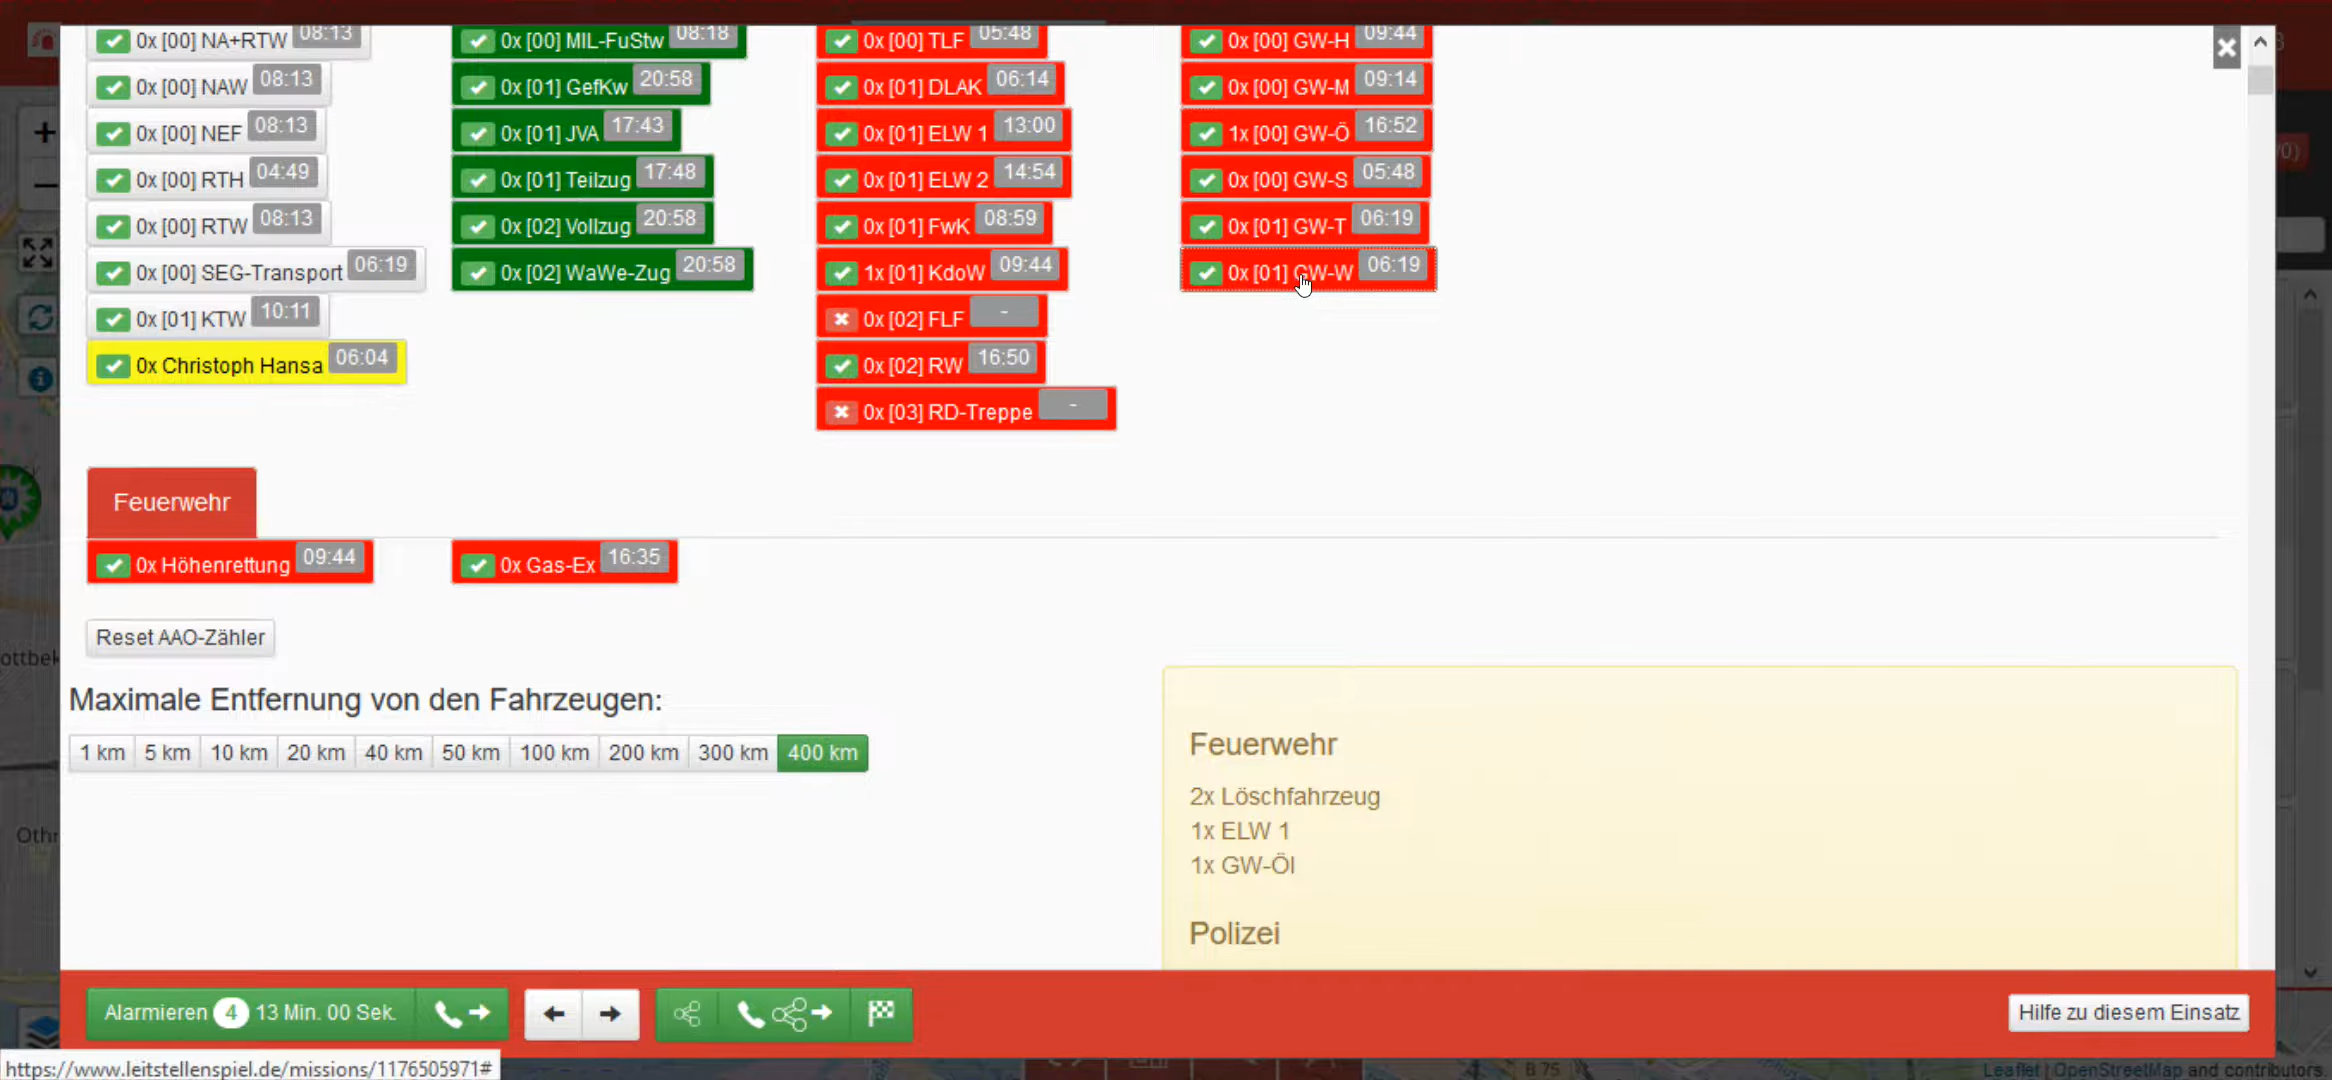 0x [00] NA+RTW 08:13
0x [00] NAW 08:13
0x [00] NEF 08:13
0x [00] RTH 04:49
0x [00] RTW 08:13
0x [00] SEG-Transport 06:19
0x [01] KTW 10:11
0x Christoph Hansa 06:04
0x [00] MIL-FuStw 08:18
0x [01] GefKw 20:58
0x [01] JVA 17:43
0x [01] Teilzug 17:48
0x [02] Vollzug 20:58
0x [02] WaWe-Zug 20:58
0x [00] TLF 05:48
0x [01] DLAK 06:14
0x [01] ELW 1 13:00
0x [01] ELW 2 14:54
0x [01] FwK 08:59
1x [01] KdoW 09:44
0x [02] FLF -
0x [02] RW 16:50
0x [03] RD-Treppe -
0x [00] GW-H 09:44
0x [00] GW-M 09:14
1x [00] GW-Ö 16:52
0x [00] GW-S 05:48
0x [01] GW-T 06:19
0x [01] GW-W 06:19
Feuerwehr
0x Höhenrettung 09:44
0x Gas-Ex 16:35
Reset AAO-Zähler
Maximale Entfernung von den Fahrzeugen:
1 km 5 km 10 km 20 km 40 km 50 km 100 km 200 km 300 km 400 km
Feuerwehr
2x Löschfahrzeug
1x ELW 1
1x GW-Öl
Polizei
Alarmieren 4 13 Min. 00 Sek.
Hilfe zu diesem Einsatz
https://www.leitstellenspiel.de/missions/1176505971#
B 75
Leaflet | OpenStreetMap and contributors